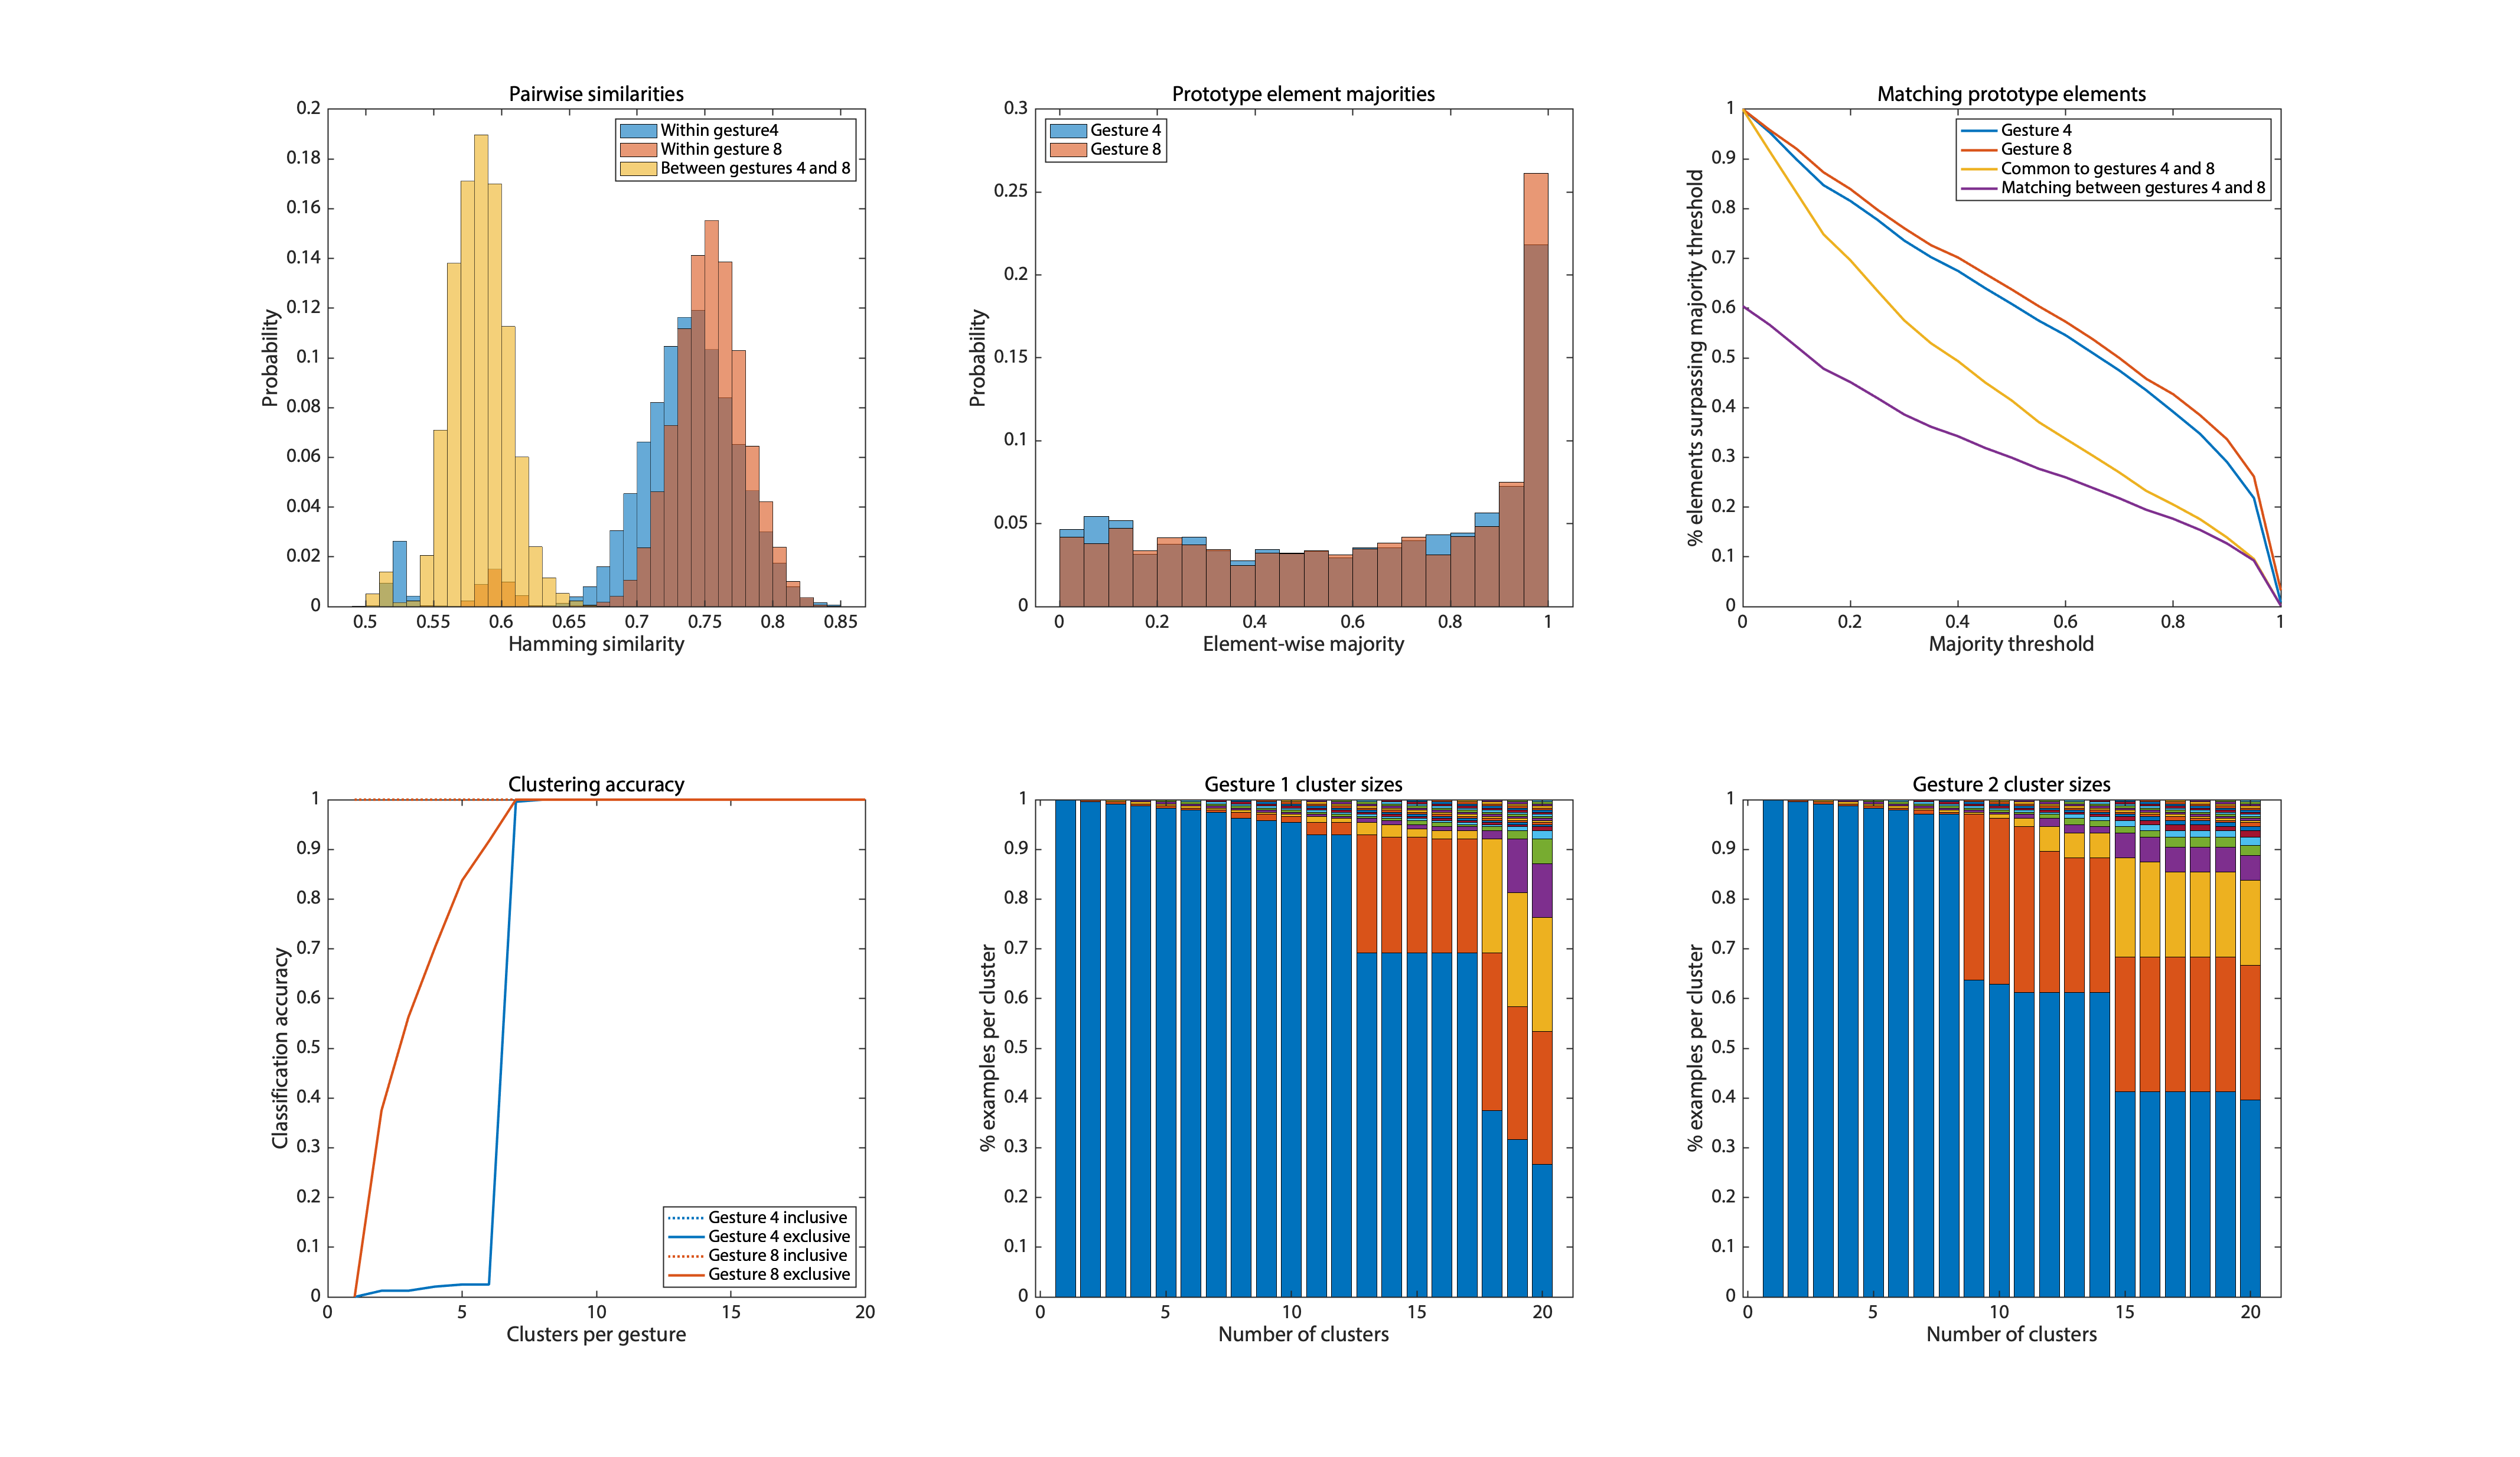 Pairwise similarities
0.2
0.18
0.16
0.14
0.12
0.1
0.08
0.06
0.04
0.02
0
Probability
Within gesture4
Within gesture 8
Between gestures 4 and 8
0.5 0.55 0.6 0.65 0.7 0.75 0.8 0.85
Hamming similarity
Prototype element majorities
0.3
0.25
0.2
0.15
0.1
0.05
0
Probability
Gesture 4
Gesture 8
0 0.2 0.4 0.6 0.8 1
Element-wise majority
Matching prototype elements
1
0.9
0.8
0.7
0.6
0.5
0.4
0.3
0.2
0.1
0
% elements surpassing majority threshold
Gesture 4
Gesture 8
Common to gestures 4 and 8
Matching between gestures 4 and 8
0 0.2 0.4 0.6 0.8 1
Majority threshold
Clustering accuracy
1
0.9
0.8
0.7
0.6
0.5
0.4
0.3
0.2
0.1
0
Classification accuracy
Gesture 4 inclusive
Gesture 4 exclusive
Gesture 8 inclusive
Gesture 8 exclusive
0 5 10 15 20
Clusters per gesture
Gesture 1 cluster sizes
1
0.9
0.8
0.7
0.6
0.5
0.4
0.3
0.2
0.1
0
% examples per cluster
0 5 10 15 20
Number of clusters
Gesture 2 cluster sizes
1
0.9
0.8
0.7
0.6
0.5
0.4
0.3
0.2
0.1
0
% examples per cluster
0 5 10 15 20
Number of clusters